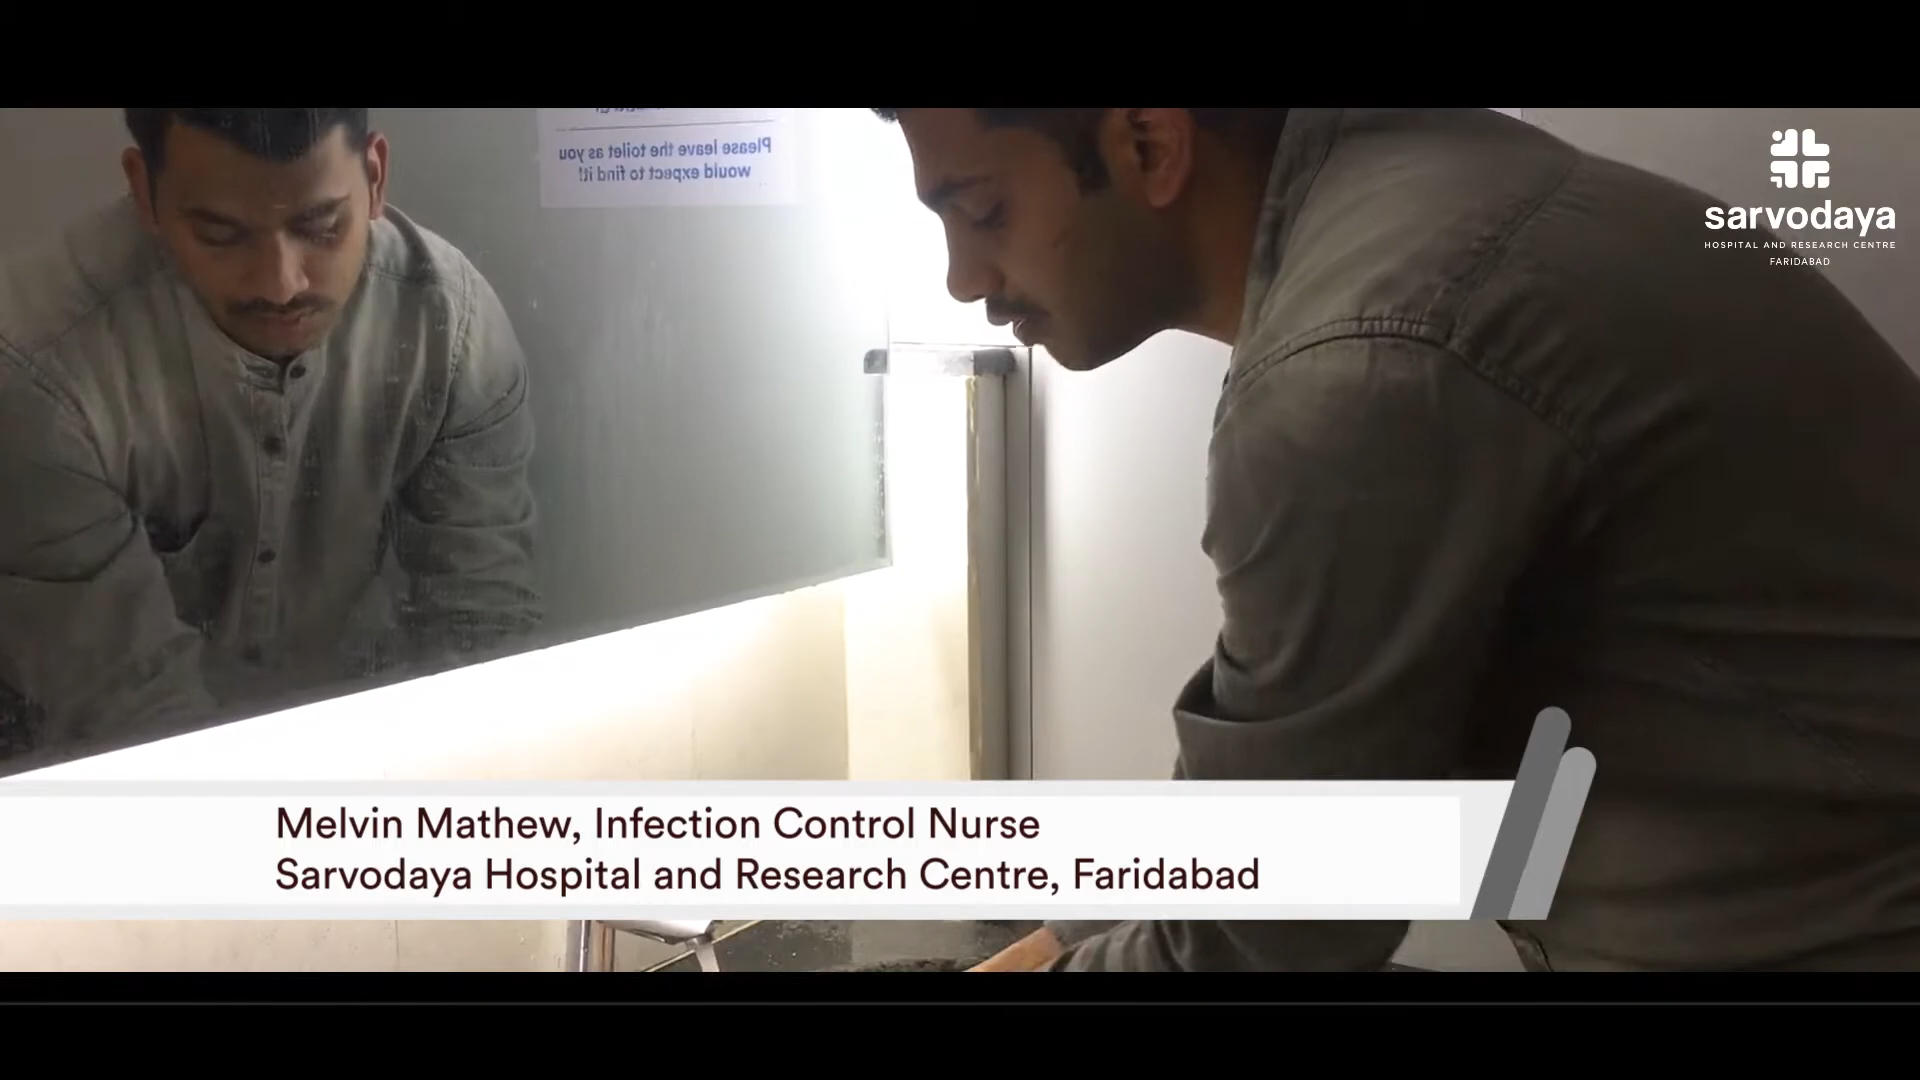 Please leave the toilet as you
would expect to find it!
sarvodaya
HOSPITAL AND RESEARCH CENTRE
FARIDABAD
Melvin Mathew, Infection Control Nurse
Sarvodaya Hospital and Research Centre, Faridabad